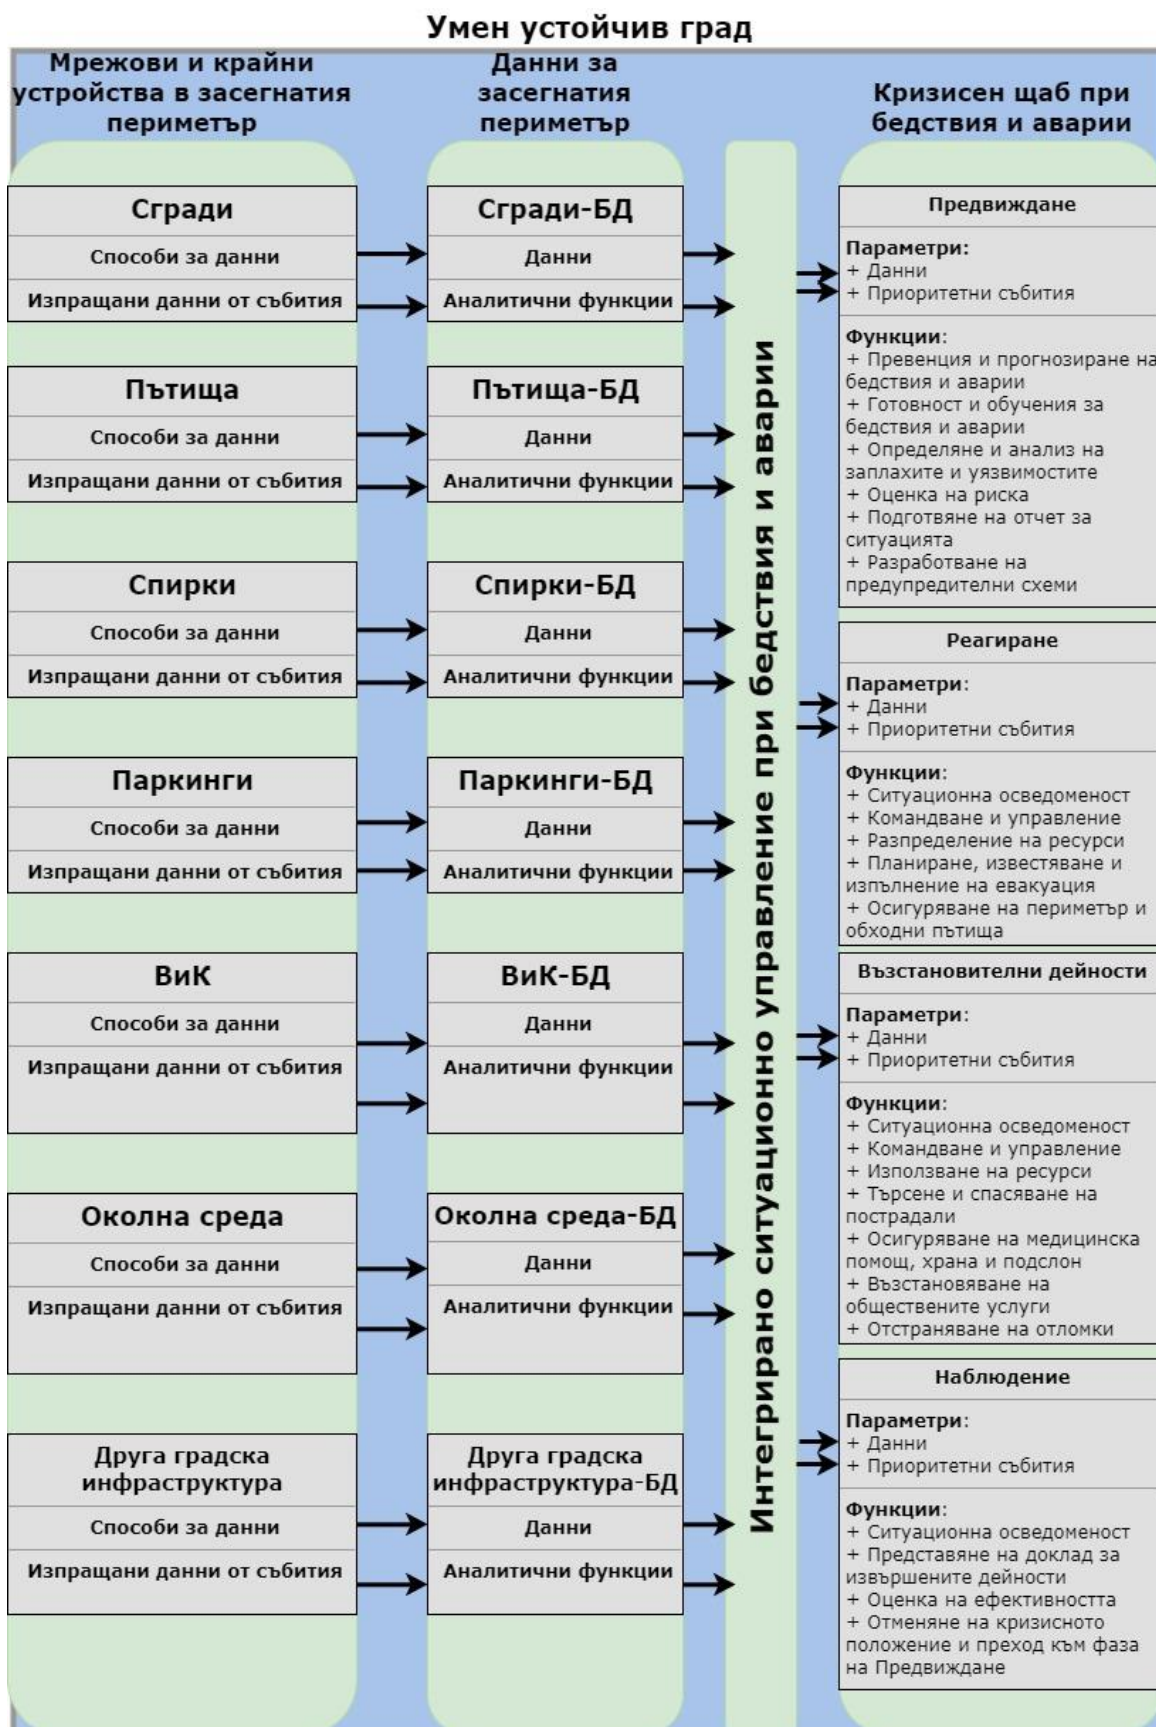 Умен устойчив град
Мрежови и крайни
устройства в засегнатия
периметър
Сгради
Способи за данни
Изпращани данни от събития
Пътища
Способи за данни
Изпращани данни от събития
Спирки
Способи за данни
Изпращани данни от събития
Паркинги
Способи за данни
Изпращани данни от събития
ВиК
Способи за данни
Изпращани данни от събития
Околна среда
Способи за данни
Изпращани данни от събития
Друга градска
инфраструктура
Способи за данни
Изпращани данни от събития
Данни за
засегнатия
периметър
Сгради-БД
Данни
Аналитични функции
Пътища-БД
Данни
Аналитични функции
Спирки-БД
Данни
Аналитични функции
Паркинги-БД
Данни
Аналитични функции
ВиК-БД
Данни
Аналитични функции
Околна среда-БД
Данни
Аналитични функции
Друга градска
инфраструктура-БД
Данни
Аналитични функции
Интегрирано ситуационно управление при бедствия и аварии
Кризисен щаб при
бедствия и аварии
Предвиждане
Параметри:
+ Данни
+ Приоритетни събития
Функции:
+ Превенция и прогнозиране на
бедствия и аварии
+ Готовност и обучения за
бедствия и аварии
+ Определяне и анализ на
заплахите и уязвимостите
+ Оценка на риска
+ Подготвяне на отчет за
ситуацията
+ Разработване на
предупредителни схеми
Реагиране
Параметри:
+ Данни
+ Приоритетни събития
Функции:
+ Ситуационна осведоменост
+ Командване и управление
+ Разпределение на ресурси
+ Планиране, известяване и
изпълнение на евакуация
+ Осигуряване на периметър и
обходни пътища
Възстановителни дейности
Параметри:
+ Данни
+ Приоритетни събития
Функции:
+ Ситуационна осведоменост
+ Командване и управление
+ Използване на ресурси
+ Търсене и спасяване на
пострадали
+ Осигуряване на медицинска
помощ, храна и подслон
+ Възстановяване на
обществените услуги
+ Отстраняване на отломки
Наблюдение
Параметри:
+ Данни
+ Приоритетни събития
Функции:
+ Ситуационна осведоменост
+ Представяне на доклад за
извършените дейности
+ Оценка на ефективността
+ Отменяне на кризисното
положение и преход към фаза
на Предвиждане